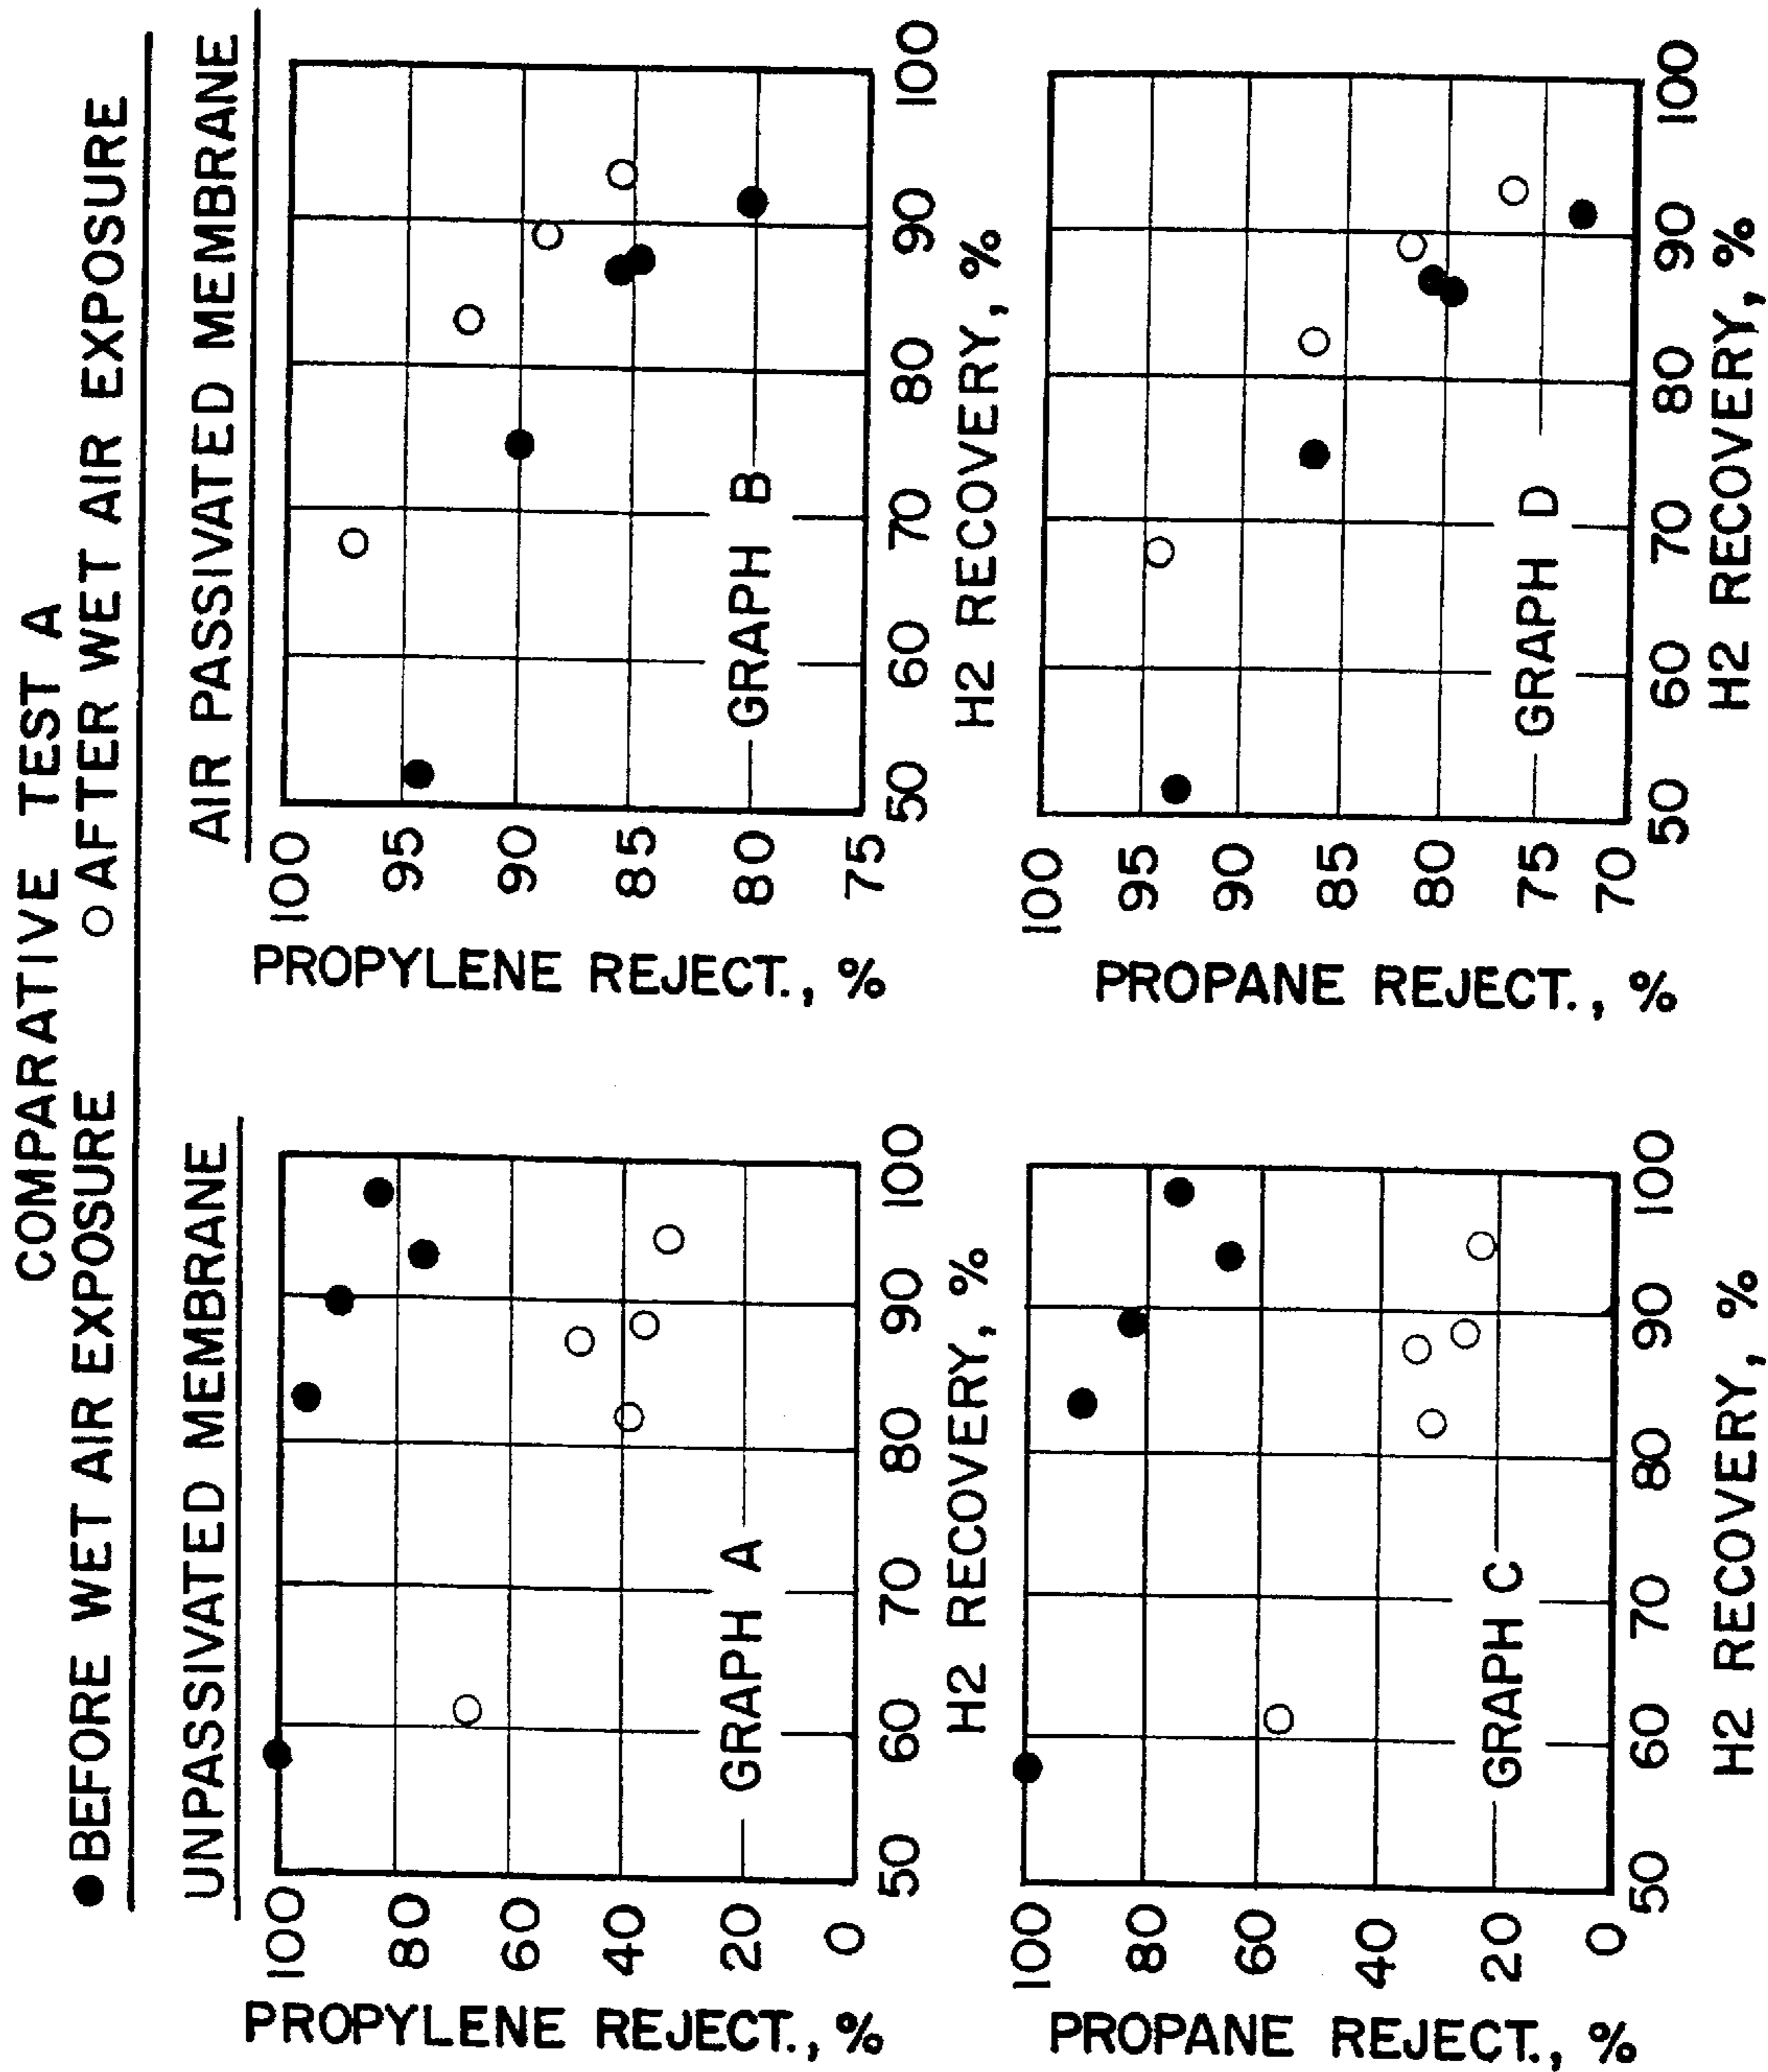 COMPARATIVE TEST A
● BEFORE WET AIR EXPOSURE ○ AFTER WET AIR EXPOSURE
UNPASSIVATED MEMBRANE
PROPYLENE REJECT., %
100
80
60
40
20
0
GRAPH A
50 60 70 80 90 100
H2 RECOVERY, %
AIR PASSIVATED MEMBRANE
PROPYLENE REJECT., %
100
95
90
85
80
75
GRAPH B
50 60 70 80 90 100
H2 RECOVERY, %
PROPANE REJECT., %
100
80
60
40
20
0
GRAPH C
50 60 70 80 90 100
H2 RECOVERY, %
PROPANE REJECT., %
100
95
90
85
80
75
70
GRAPH D
50 60 70 80 90 100
H2 RECOVERY, %